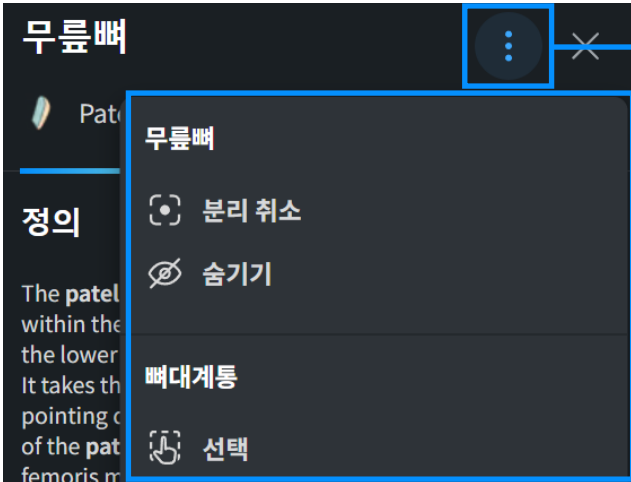 무릎뼈
Pate
무릎뼈
분리 취소
숨기기
정의
The patel
within the
the lower
It takes th
pointing o
of the pat
femoris m
뼈대계통
선택